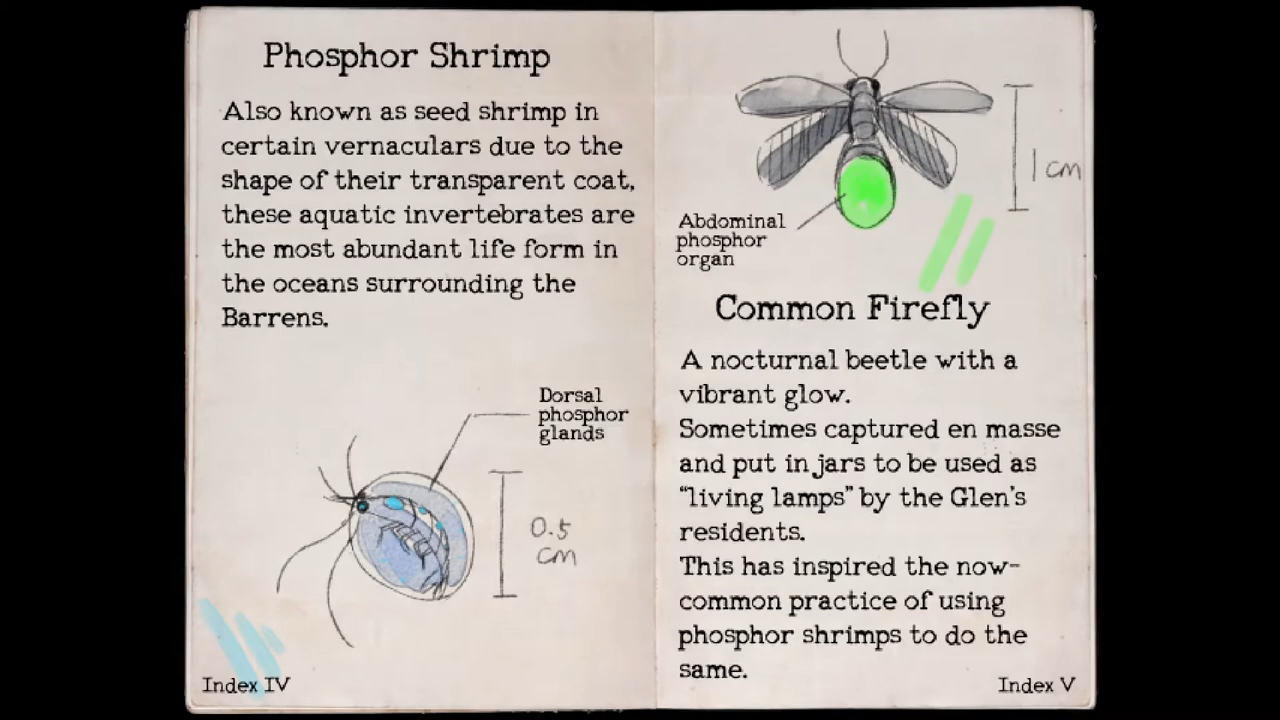 Phosphor Shrimp
Also known as seed shrimp in
certain vernaculars due to the
shape of their transparent coat,
these aquatic invertebrates are
the most abundant life form in
the oceans surrounding the
Barrens.
Dorsal
phosphor
glands
0.5
cm
Index IV
1 cm
Abdominal
phosphor
organ
Common Firefly
A nocturnal beetle with a
vibrant glow.
Sometimes captured en masse
and put in jars to be used as
“living lamps” by the Glen's
residents.
This has inspired the now-
common practice of using
phosphor shrimps to do the
same.
Index V